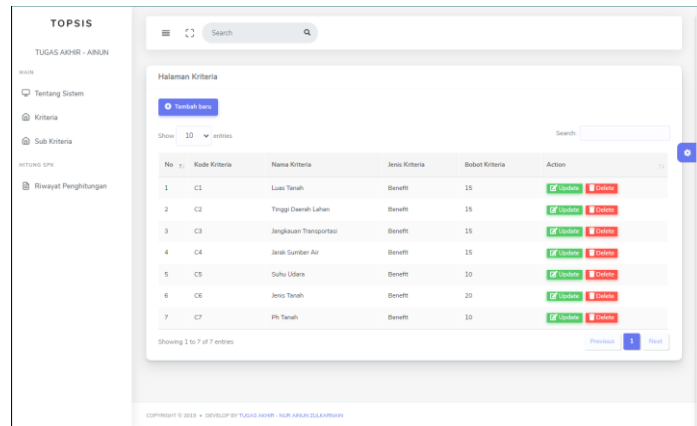 TOPSIS
TUGAS AKHIR - AINUN
MAIN
Tentang Sistem
Kriteria
Sub Kriteria
HITUNG SPK
Riwayat Penghitungan
Search
Halaman Kriteria
Tambah baru
Show 10 entries
Search:
No Kode Kriteria Nama Kriteria Jenis Kriteria Bobot Kriteria Action
1 C1 Luas Tanah Benefit 15 Update Delete
2 C2 Tinggi Daerah Lahan Benefit 15 Update Delete
3 C3 Jangkauan Transportasi Benefit 15 Update Delete
4 C4 Jarak Sumber Air Benefit 15 Update Delete
5 C5 Suhu Udara Benefit 10 Update Delete
6 C6 Jenis Tanah Benefit 20 Update Delete
7 C7 Ph Tanah Benefit 10 Update Delete
Showing 1 to 7 of 7 entries
Previous 1 Next
COPYRIGHT © 2019 • DEVELOP BY TUGAS AKHIR - NUR AINUN ZULKARNAIN